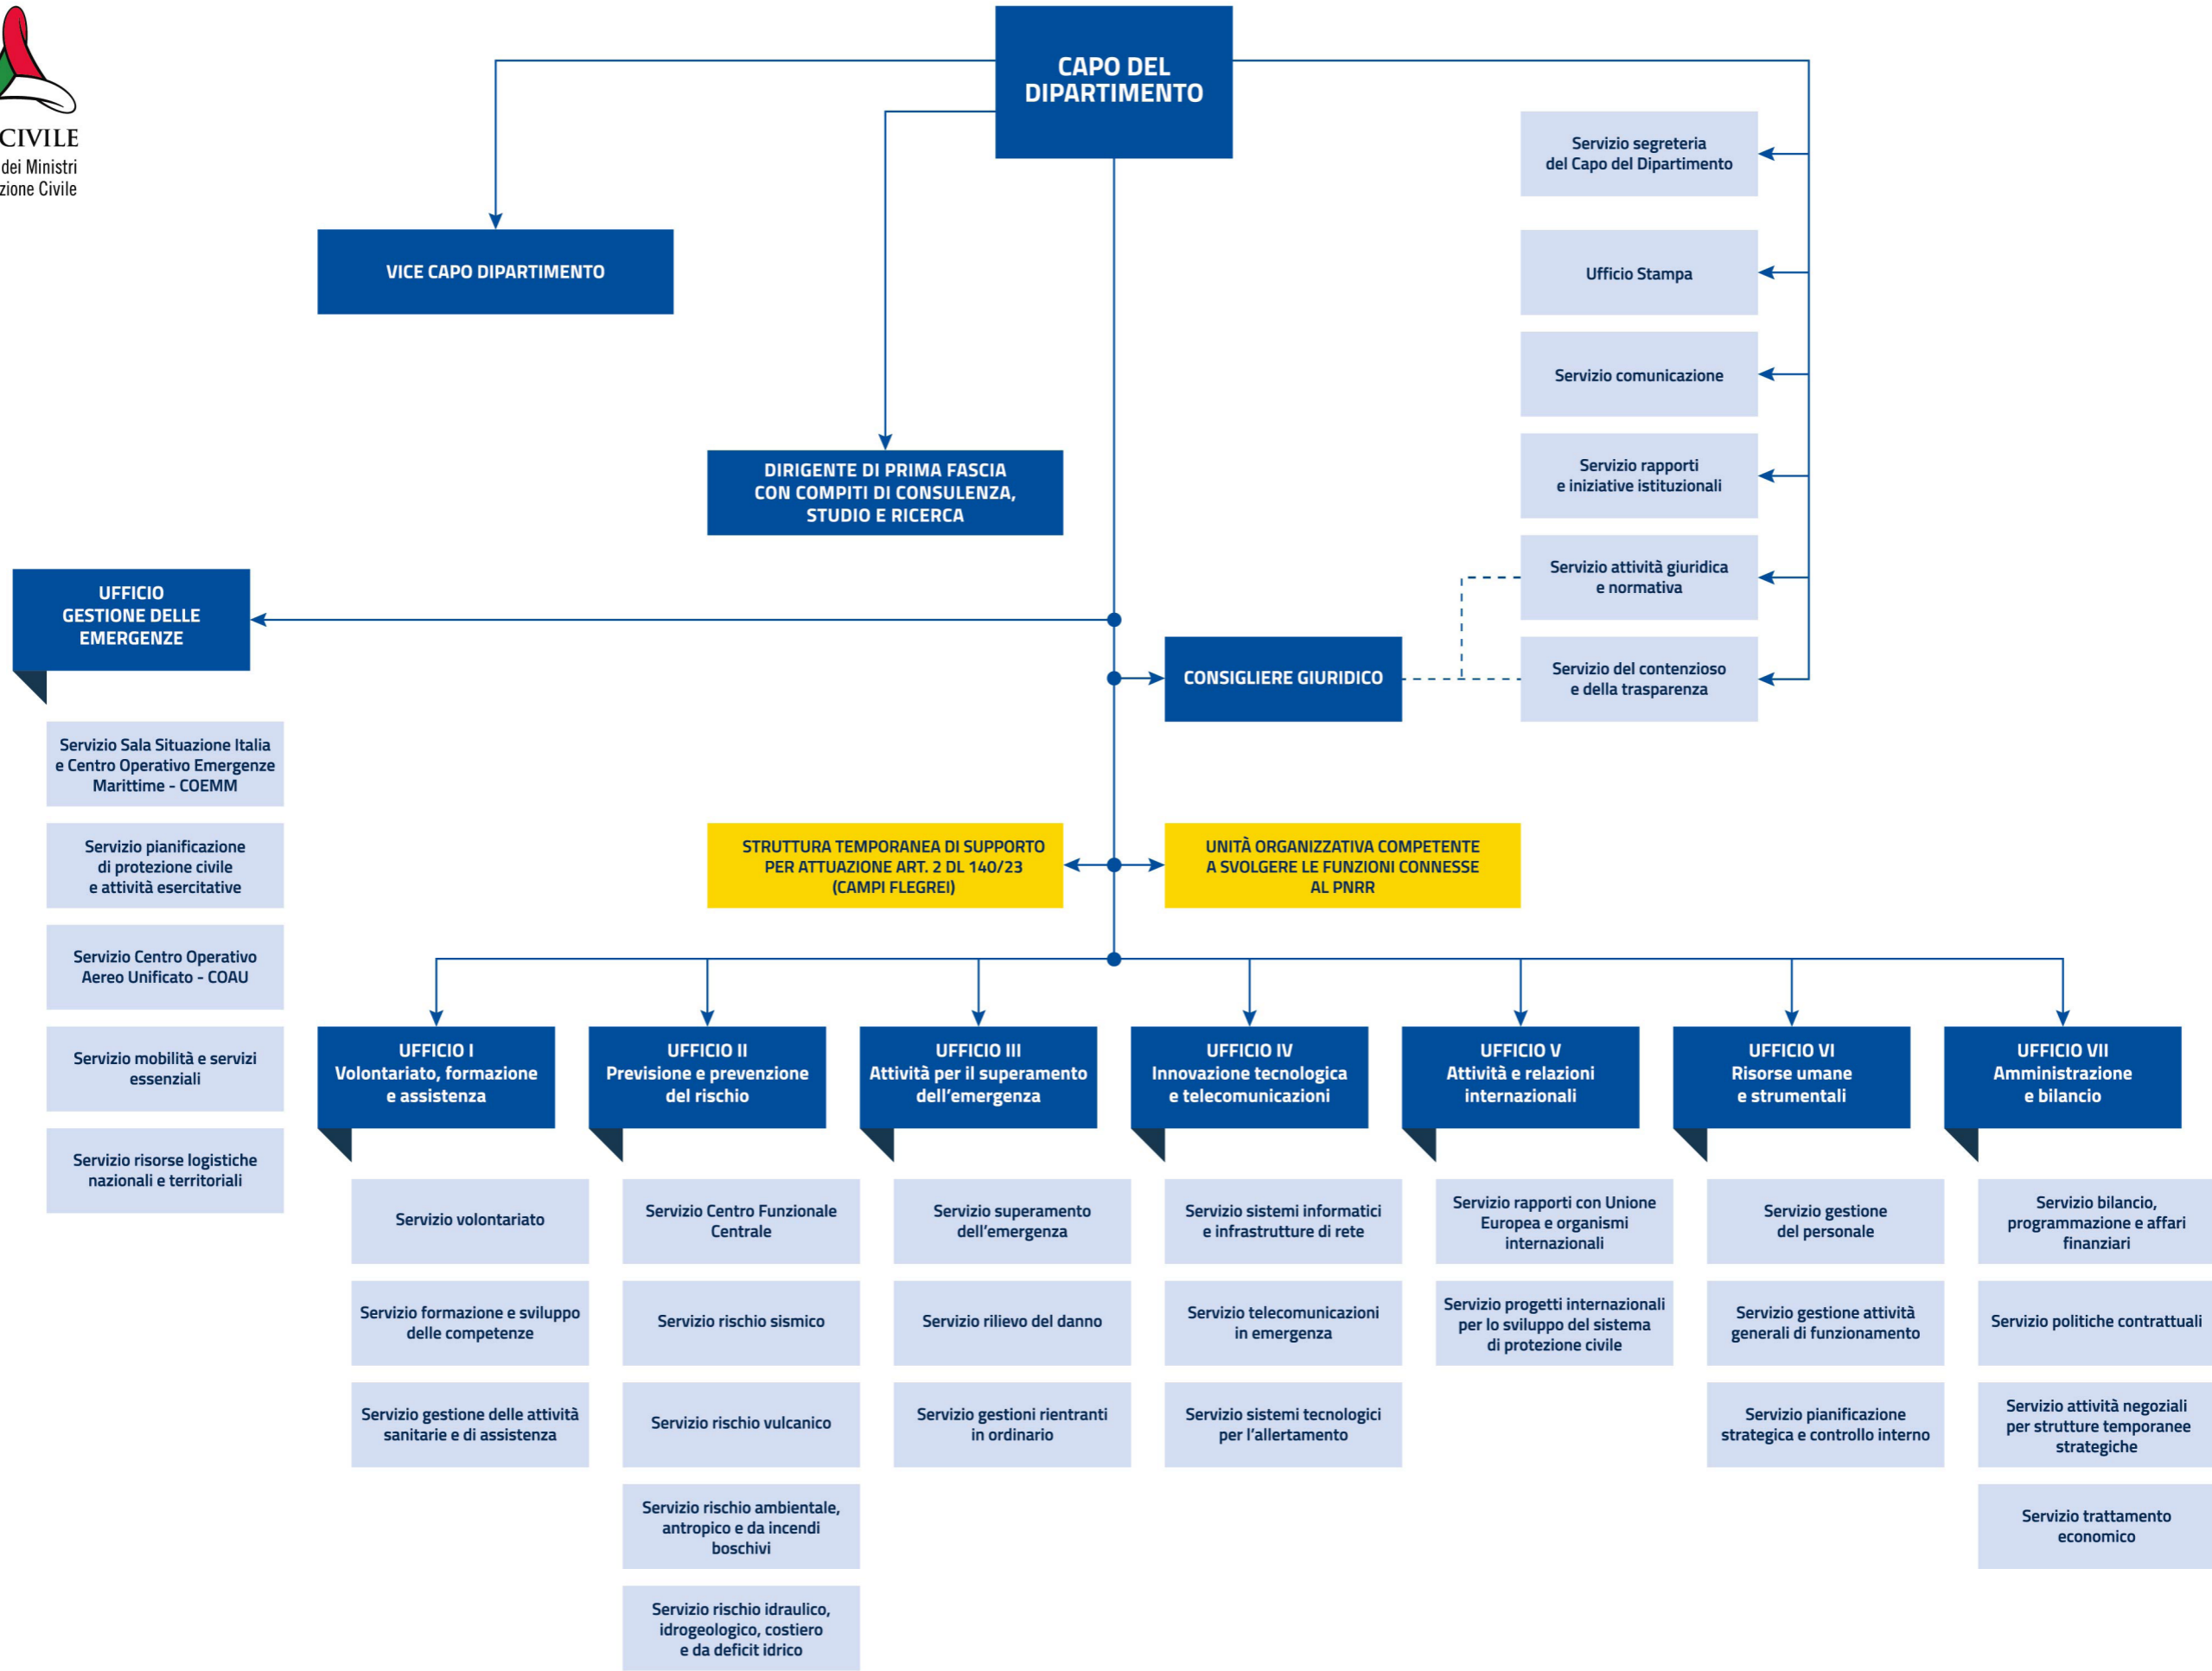 CIVILE
dei Ministri
zione Civile
CAPO DEL
DIPARTIMENTO
VICE CAPO DIPARTIMENTO
DIRIGENTE DI PRIMA FASCIA
CON COMPITI DI CONSULENZA,
STUDIO E RICERCA
Servizio segreteria
del Capo del Dipartimento
Ufficio Stampa
Servizio comunicazione
Servizio rapporti
e iniziative istituzionali
Servizio attività giuridica
e normativa
Servizio del contenzioso
e della trasparenza
CONSIGLIERE GIURIDICO
UFFICIO
GESTIONE DELLE
EMERGENZE
Servizio Sala Situazione Italia
e Centro Operativo Emergenze
Marittime - COEMM
Servizio pianificazione
di protezione civile
e attività esercitative
Servizio Centro Operativo
Aereo Unificato - COAU
Servizio mobilità e servizi
essenziali
Servizio risorse logistiche
nazionali e territoriali
STRUTTURA TEMPORANEA DI SUPPORTO
PER ATTUAZIONE ART. 2 DL 140/23
(CAMPI FLEGREI)
UNITÀ ORGANIZZATIVA COMPETENTE
A SVOLGERE LE FUNZIONI CONNESSE
AL PNRR
UFFICIO I
Volontariato, formazione
e assistenza
Servizio volontariato
Servizio formazione e sviluppo
delle competenze
Servizio gestione delle attività
sanitarie e di assistenza
UFFICIO II
Previsione e prevenzione
del rischio
Servizio Centro Funzionale
Centrale
Servizio rischio sismico
Servizio rischio vulcanico
Servizio rischio ambientale,
antropico e da incendi
boschivi
Servizio rischio idraulico,
idrogeologico, costiero
e da deficit idrico
UFFICIO III
Attività per il superamento
dell'emergenza
Servizio superamento
dell'emergenza
Servizio rilievo del danno
Servizio gestioni rientranti
in ordinario
UFFICIO IV
Innovazione tecnologica
e telecomunicazioni
Servizio sistemi informatici
e infrastrutture di rete
Servizio telecomunicazioni
in emergenza
Servizio sistemi tecnologici
per l'allertamento
UFFICIO V
Attività e relazioni
internazionali
Servizio rapporti con Unione
Europea e organismi
internazionali
Servizio progetti internazionali
per lo sviluppo del sistema
di protezione civile
UFFICIO VI
Risorse umane
e strumentali
Servizio gestione
del personale
Servizio gestione attività
generali di funzionamento
Servizio pianificazione
strategica e controllo interno
UFFICIO VII
Amministrazione
e bilancio
Servizio bilancio,
programmazione e affari
finanziari
Servizio politiche contrattuali
Servizio attività negoziali
per strutture temporanee
strategiche
Servizio trattamento
economico